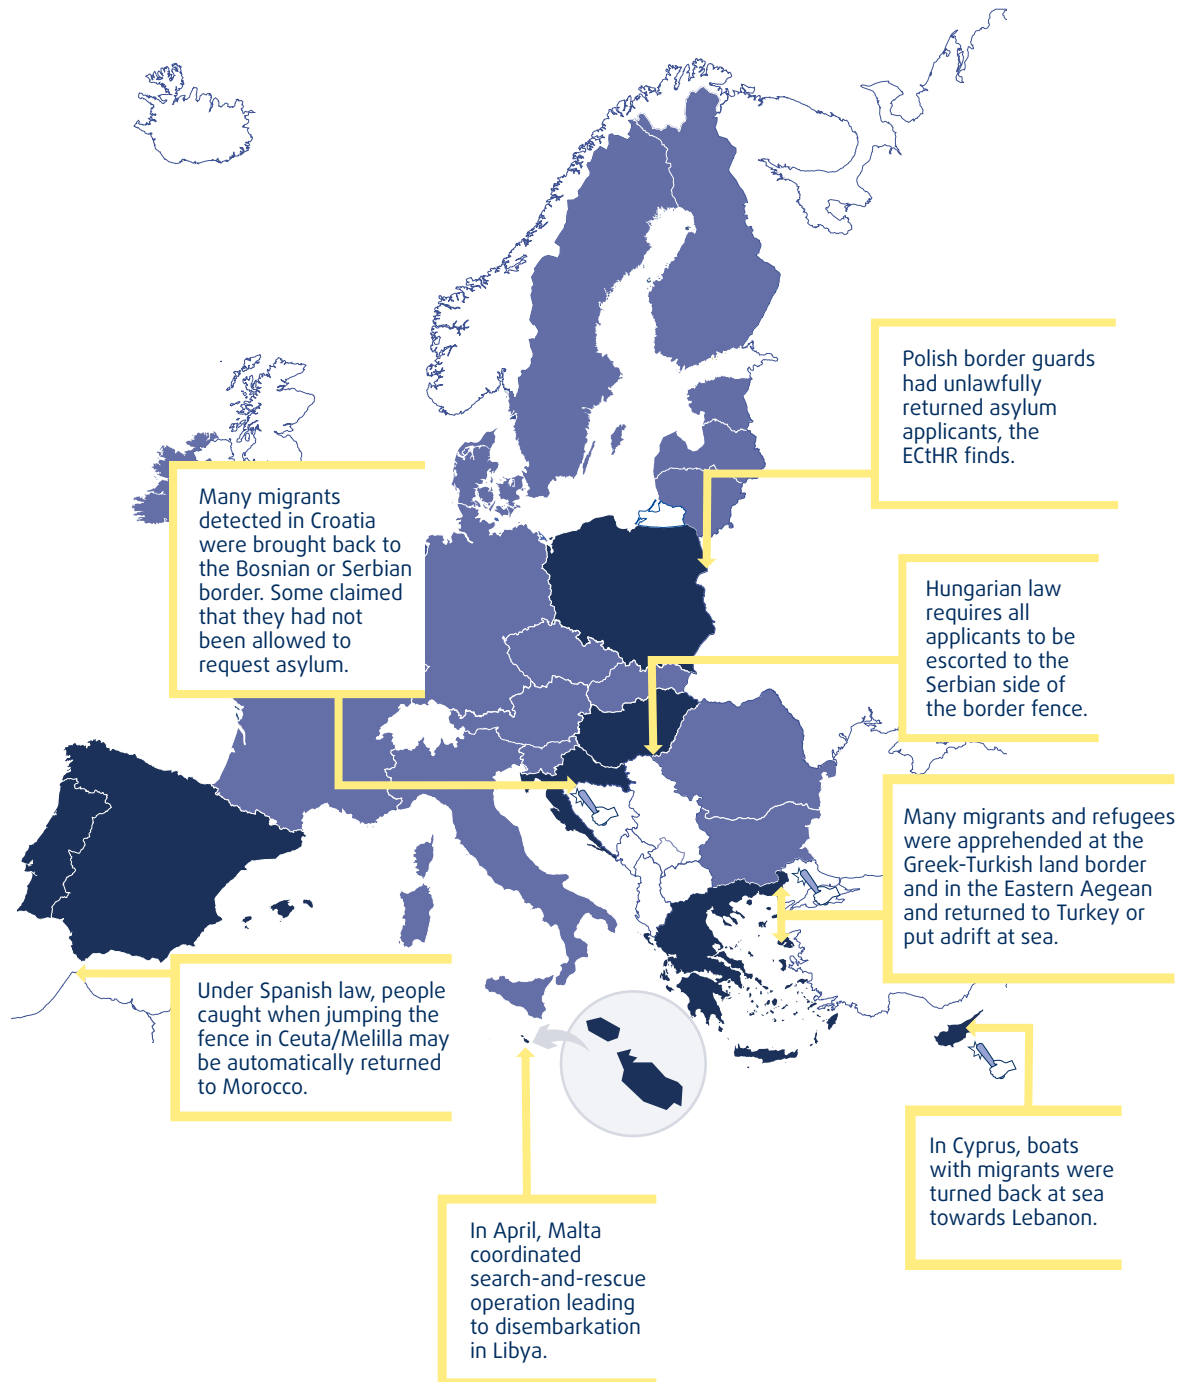 Polish border guards
had unlawfully
returned asylum
applicants, the
ECtHR finds.
Many migrants
detected in Croatia
were brought back to
the Bosnian or Serbian
border. Some claimed
that they had not
been allowed to
request asylum.
Hungarian law
requires all
applicants to be
escorted to the
Serbian side of
the border fence.
Many migrants and refugees
were apprehended at the
Greek-Turkish land border
and in the Eastern Aegean
and returned to Turkey or
put adrift at sea.
Under Spanish law, people
caught when jumping the
fence in Ceuta/Melilla may
be automatically returned
to Morocco.
In Cyprus, boats
with migrants were
turned back at sea
towards Lebanon.
In April, Malta
coordinated
search-and-rescue
operation leading
to disembarkation
in Libya.